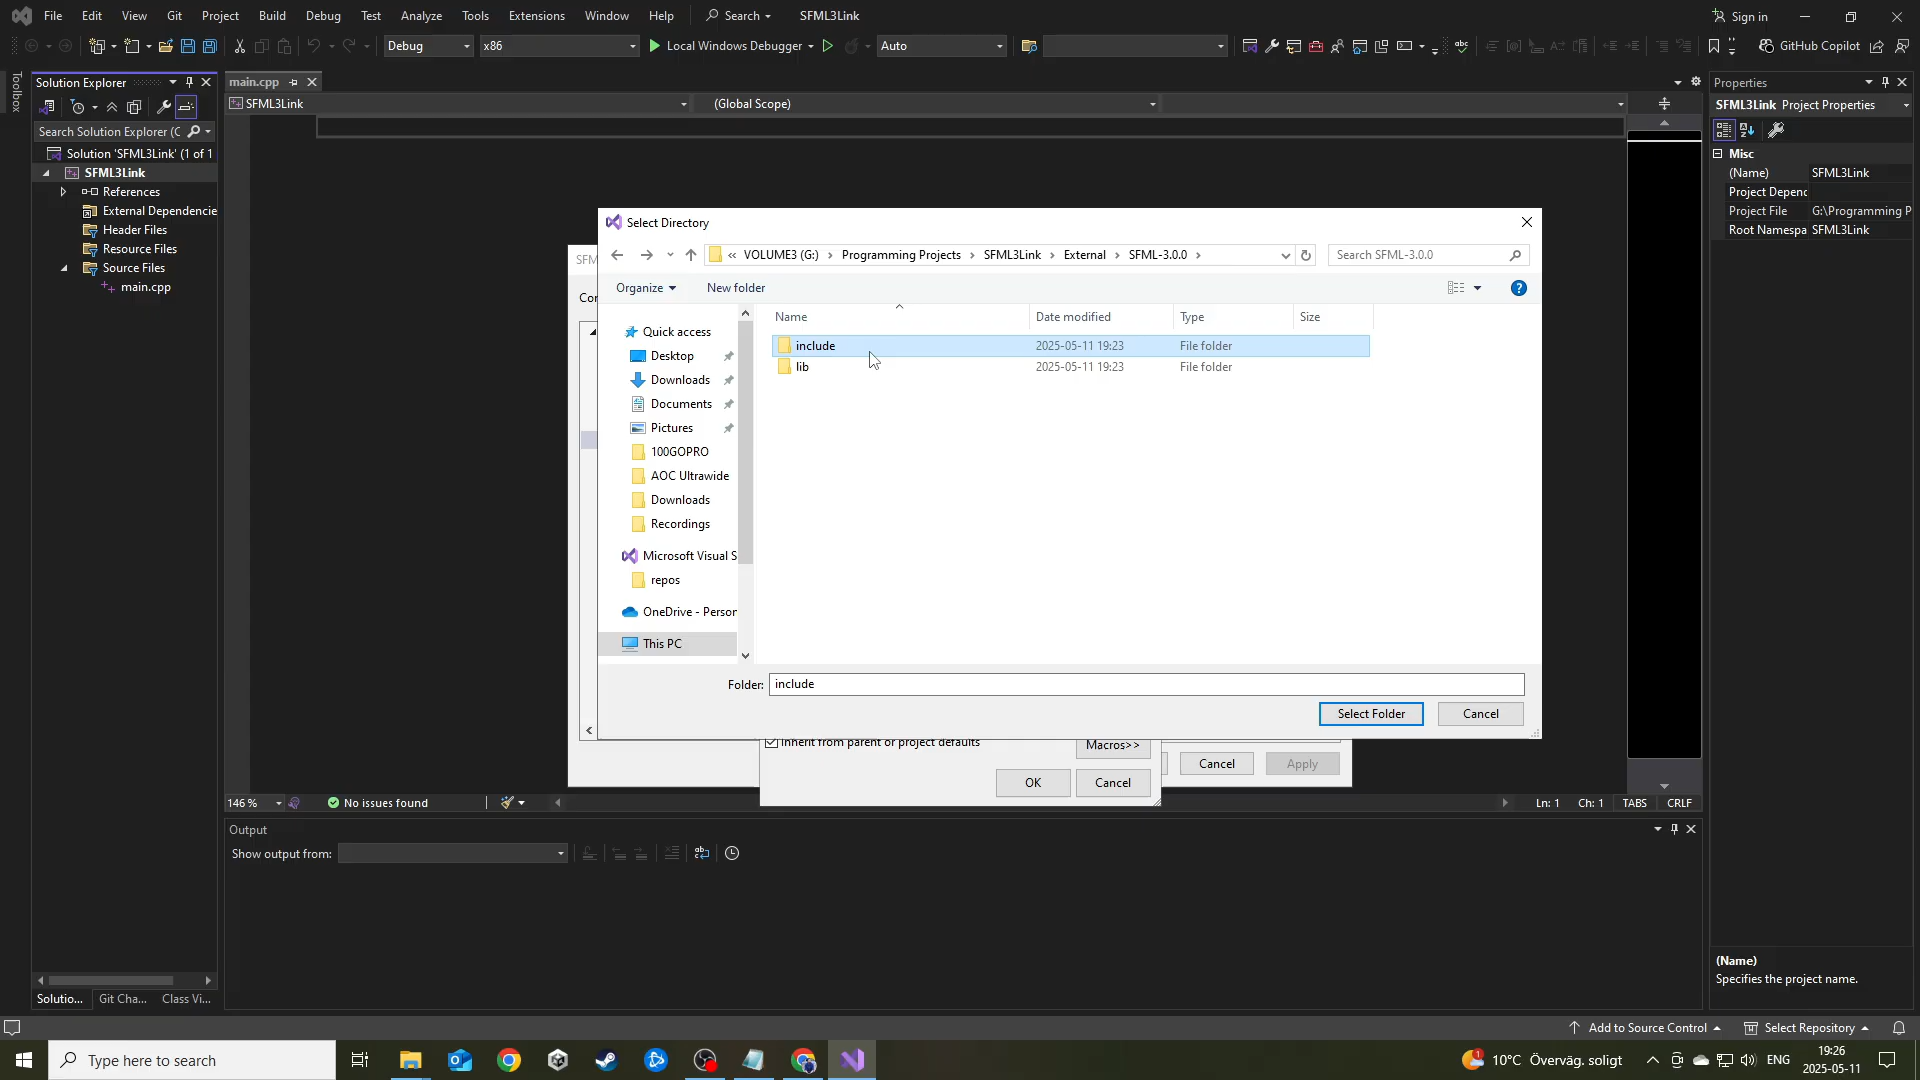 File Edit View Git Project Build Debug Test Analyze Tools Extensions Window Help Search SFML3Link Sign in
Debug x86 Local Windows Debugger Auto GitHub Copilot
Toolbox
Solution Explorer
Search Solution Explorer (C
Solution 'SFML3Link' (1 of 1
SFML3Link
References
External Dependencie
Header Files
Resource Files
Source Files
main.cpp
Solutio... Git Cha... Class Vi...
main.cpp
SFML3Link (Global Scope)
SFM
Cor
Select Directory
« VOLUME3 (G:) › Programming Projects › SFML3Link › External › SFML-3.0.0 ›
Search SFML-3.0.0
Organize New folder
Quick access
Desktop
Downloads
Documents
Pictures
100GOPRO
AOC Ultrawide
Downloads
Recordings
Microsoft Visual S
repos
OneDrive - Person
This PC
Name Date modified Type Size
include 2025-05-11 19:23 File folder
lib 2025-05-11 19:23 File folder
Folder: include
Select Folder Cancel
Inherit from parent or project defaults Macros>>
OK Cancel
Cancel Apply
146 % No issues found Ln: 1 Ch: 1 TABS CRLF
Output
Show output from:
Properties
SFML3Link Project Properties
Misc
(Name) SFML3Link
Project Depenc
Project File G:\Programming P
Root Namespa SFML3Link
(Name)
Specifies the project name.
Add to Source Control Select Repository
Type here to search
1
10°C Överväg. soligt
ENG
19:26
2025-05-11